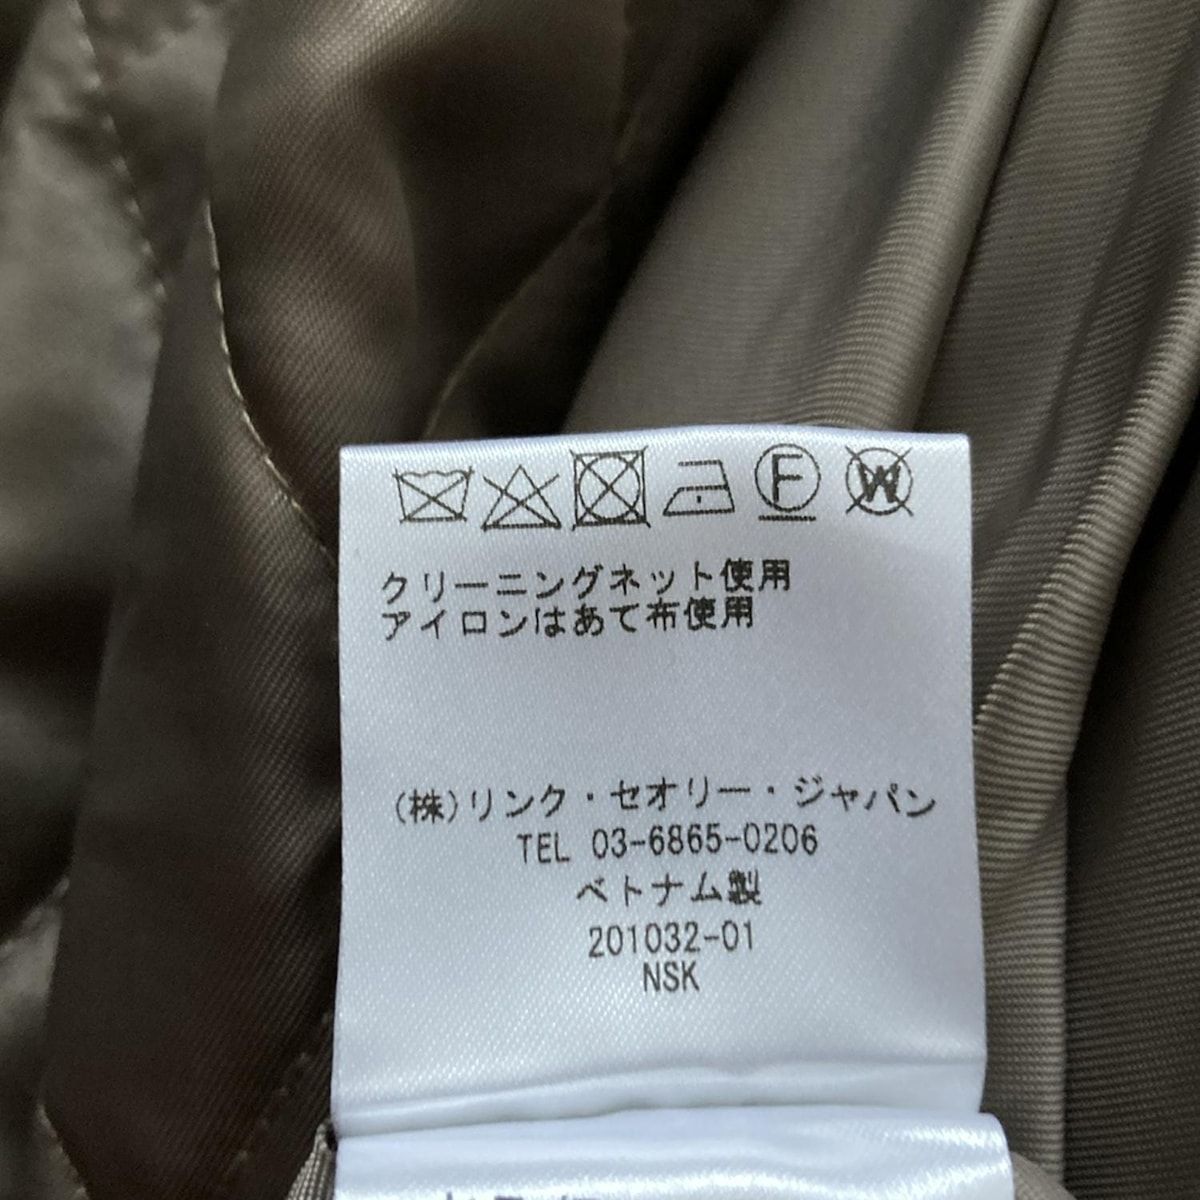 F W
クリーニングネット使用
アイロンはあて布使用
(株)リンク・セオリー・ジャパン
TEL 03-6865-0206
ベトナム製
201032-01
NSK